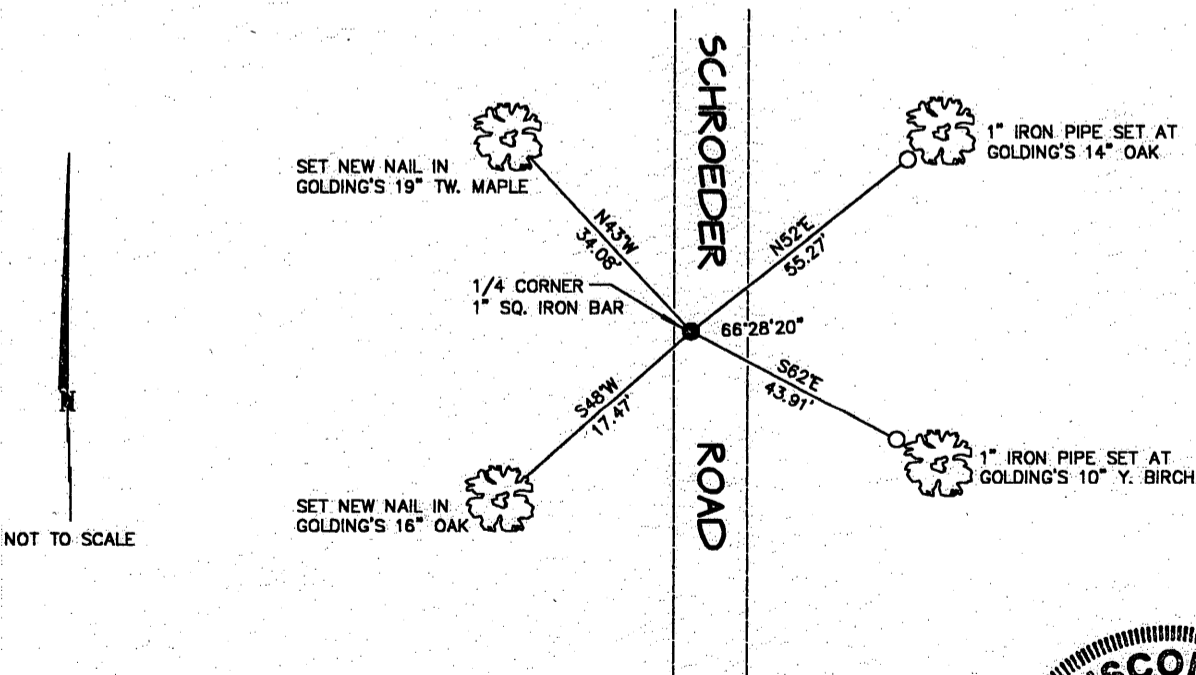 SCHROEDER
1" IRON PIPE SET AT
GOLDING'S 14" OAK
SET NEW NAIL IN
GOLDING'S 19" TW. MAPLE
N43°W
34.08'
N52°E
55.27'
1/4 CORNER
1" SQ. IRON BAR
66°28'20"
S62°E
43.91'
S48°W
17.47'
N
ROAD
1" IRON PIPE SET AT
GOLDING'S 10" Y. BIRCH
SET NEW NAIL IN
GOLDING'S 16" OAK
NOT TO SCALE